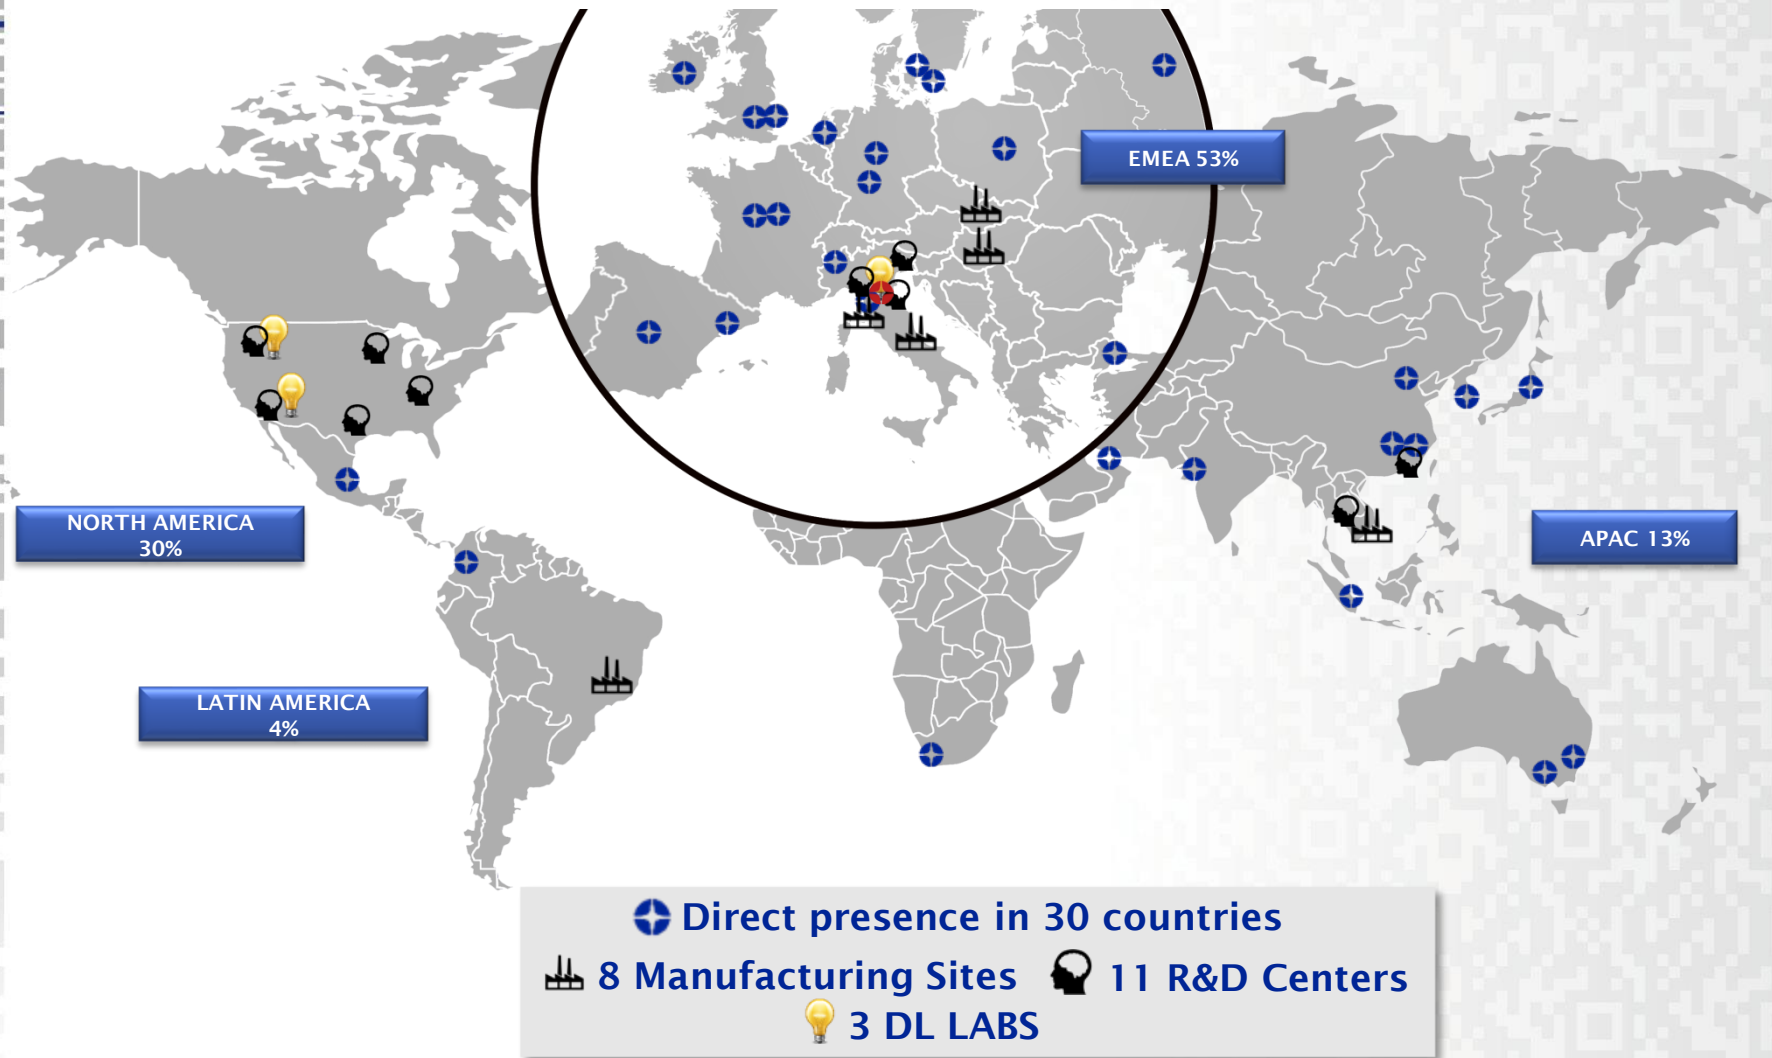 EMEA 53%
NORTH AMERICA
30%
APAC 13%
LATIN AMERICA
4%
Direct presence in 30 countries
8 Manufacturing Sites 11 R&D Centers
3 DL LABS